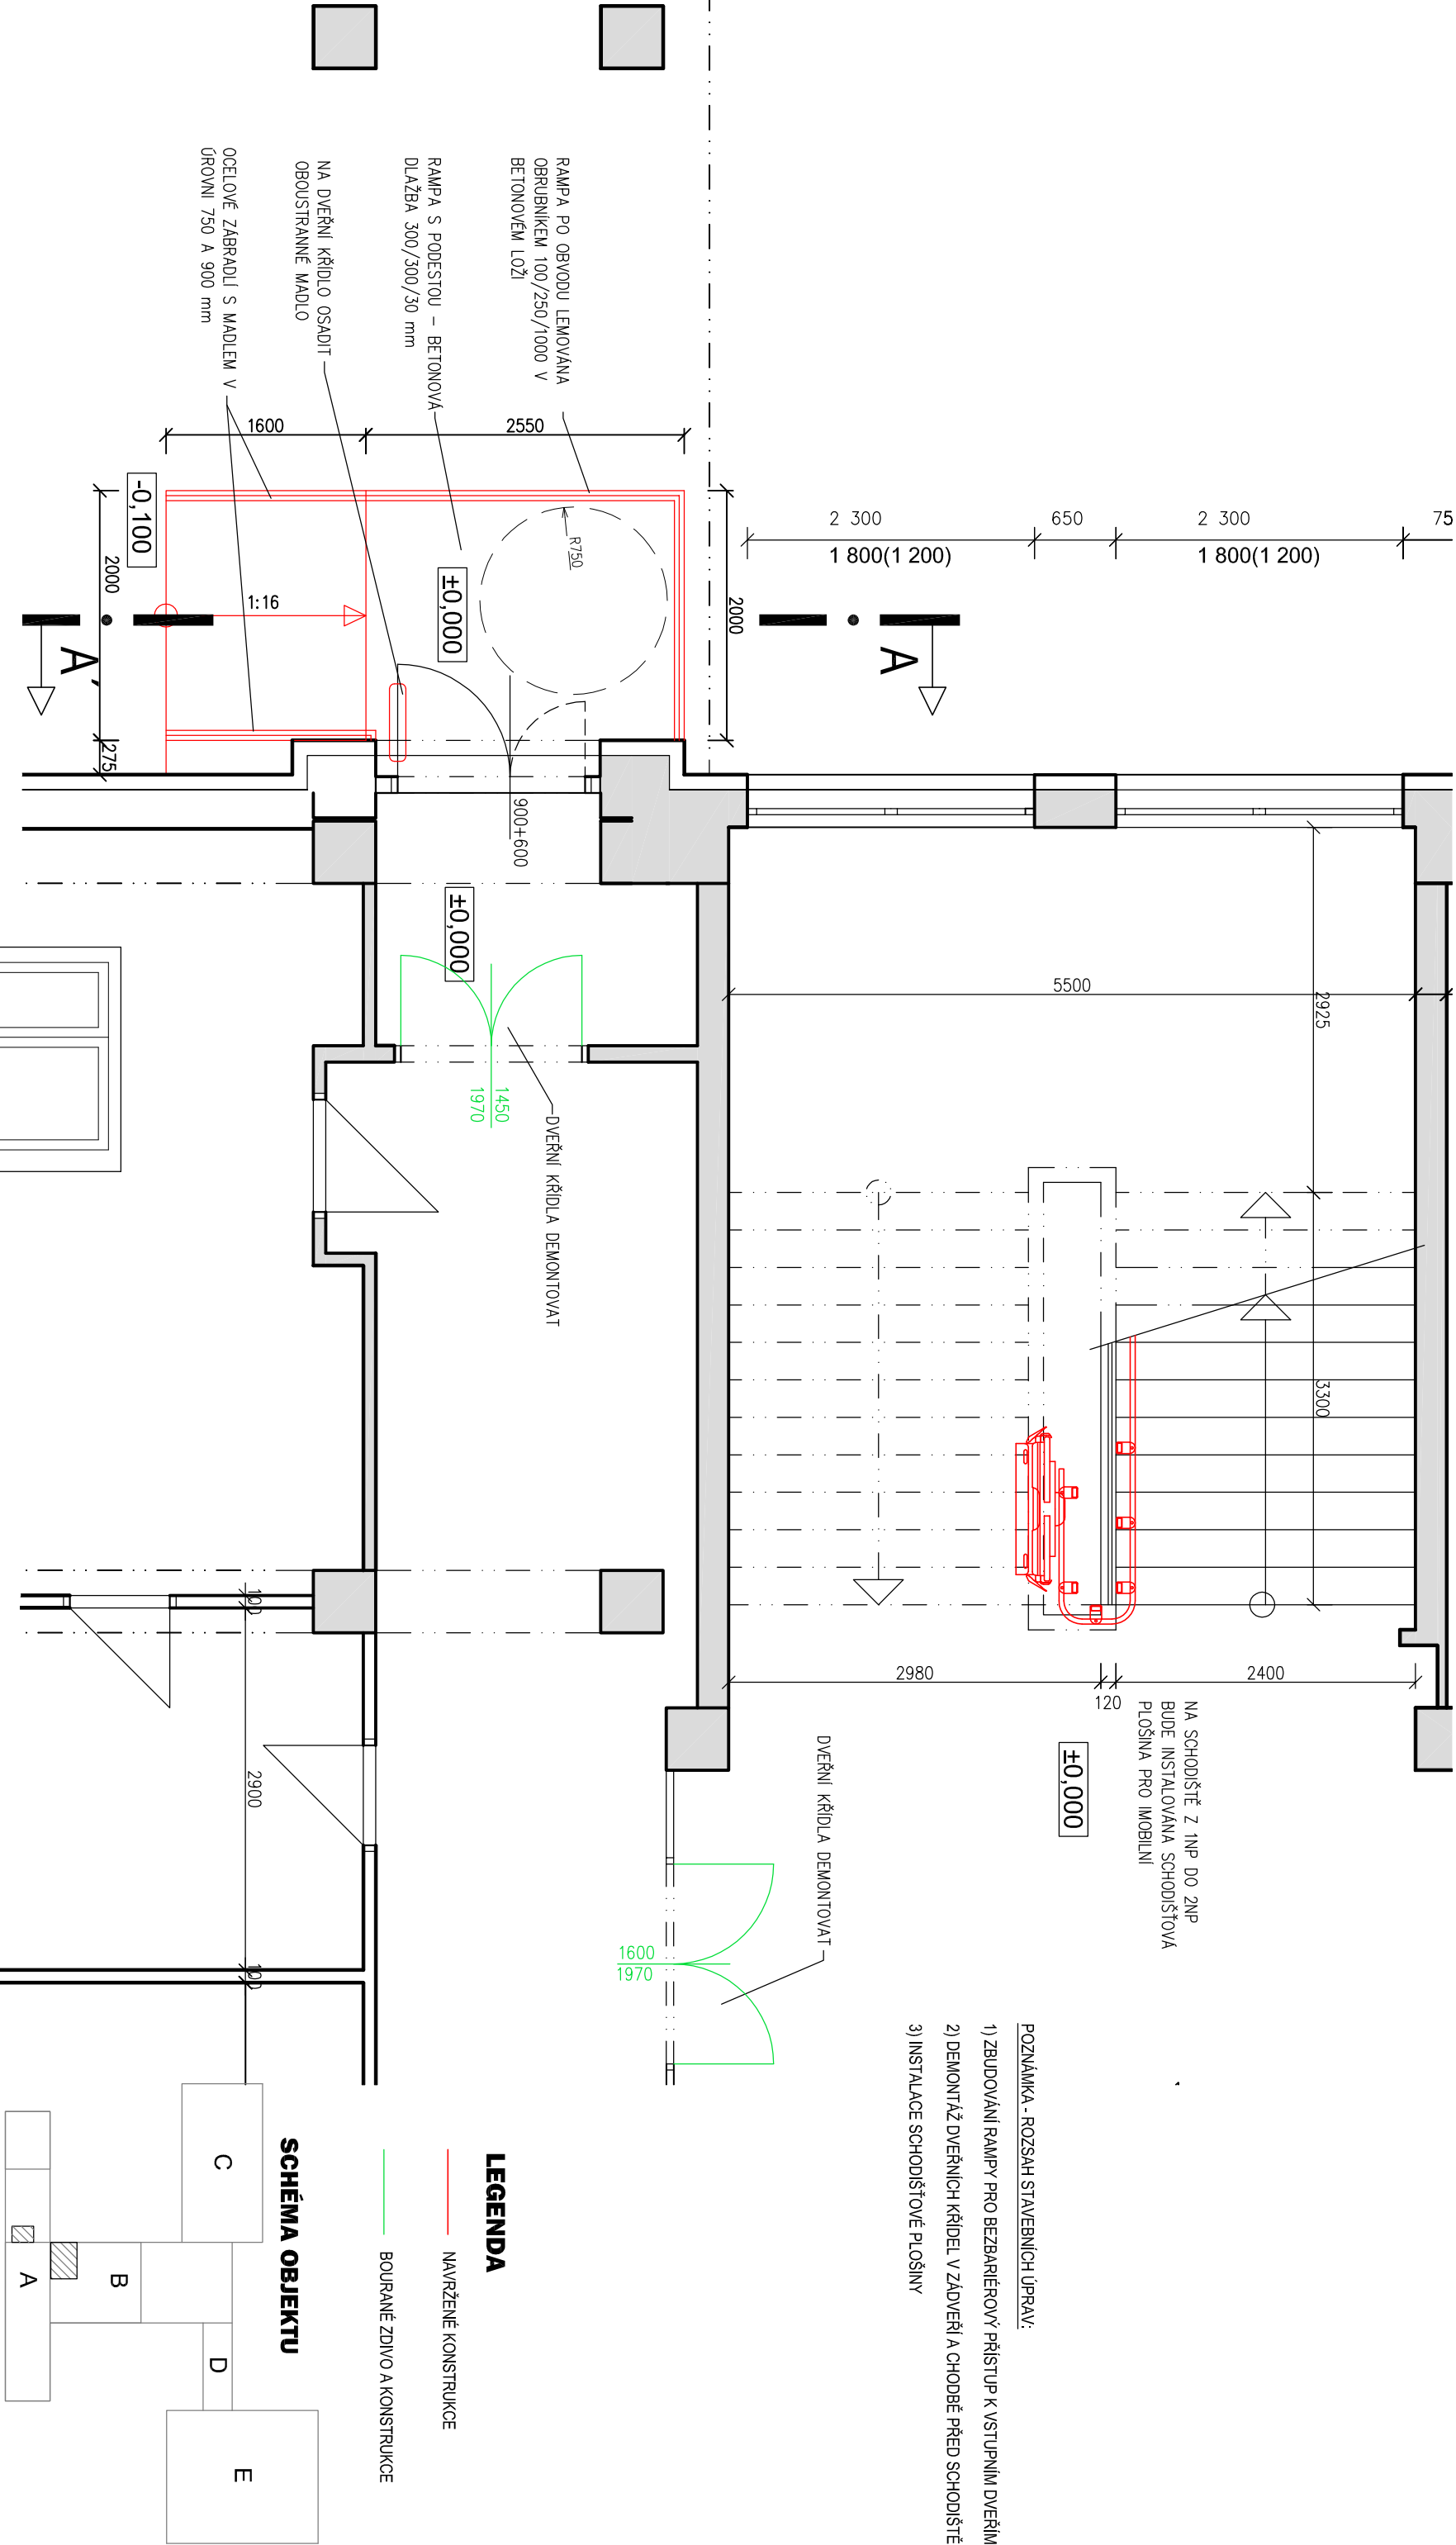 RAMPA PO OBVODU LEMOVÁNA
OBRUBNÍKEM 100/250/1000 V
BETONOVÉM LOŽI
RAMPA S PODESTOU – BETONOVÁ
DLAŽBA 300/300/30 mm
NA DVEŘNÍ KŘÍDLO OSADIT
OBOUSTRANNÉ MADLO
OCELOVÉ ZÁBRADLÍ S MADLEM V
ÚROVNI 750 A 900 mm
1600
2550
-0,100
2000
275
1:16
±0,000
R750
2000
A
A´
2 300
1 800(1 200)
650
2 300
1 800(1 200)
75
900+600
±0,000
1450
1970
DVEŘNÍ KŘÍDLA DEMONTOVAT
5500
2925
3300
2980
120
2400
NA SCHODIŠTĚ Z 1NP DO 2NP
BUDE INSTALOVÁNA SCHODIŠŤOVÁ
PLOŠINA PRO IMOBILNÍ
±0,000
DVEŘNÍ KŘÍDLA DEMONTOVAT
1600
1970
100
2900
100
POZNÁMKA - ROZSAH STAVEBNÍCH ÚPRAV:
1) ZBUDOVÁNÍ RAMPY PRO BEZBARIÉROVÝ PŘÍSTUP K VSTUPNÍM DVEŘÍM
2) DEMONTÁŽ DVEŘNÍCH KŘÍDEL V ZÁDVEŘÍ A CHODBĚ PŘED SCHODIŠTĚ
3) INSTALACE SCHODIŠŤOVÉ PLOŠINY
LEGENDA
NAVRŽENÉ KONSTRUKCE
BOURANÉ ZDIVO A KONSTRUKCE
SCHÉMA OBJEKTU
C
B
A
D
E